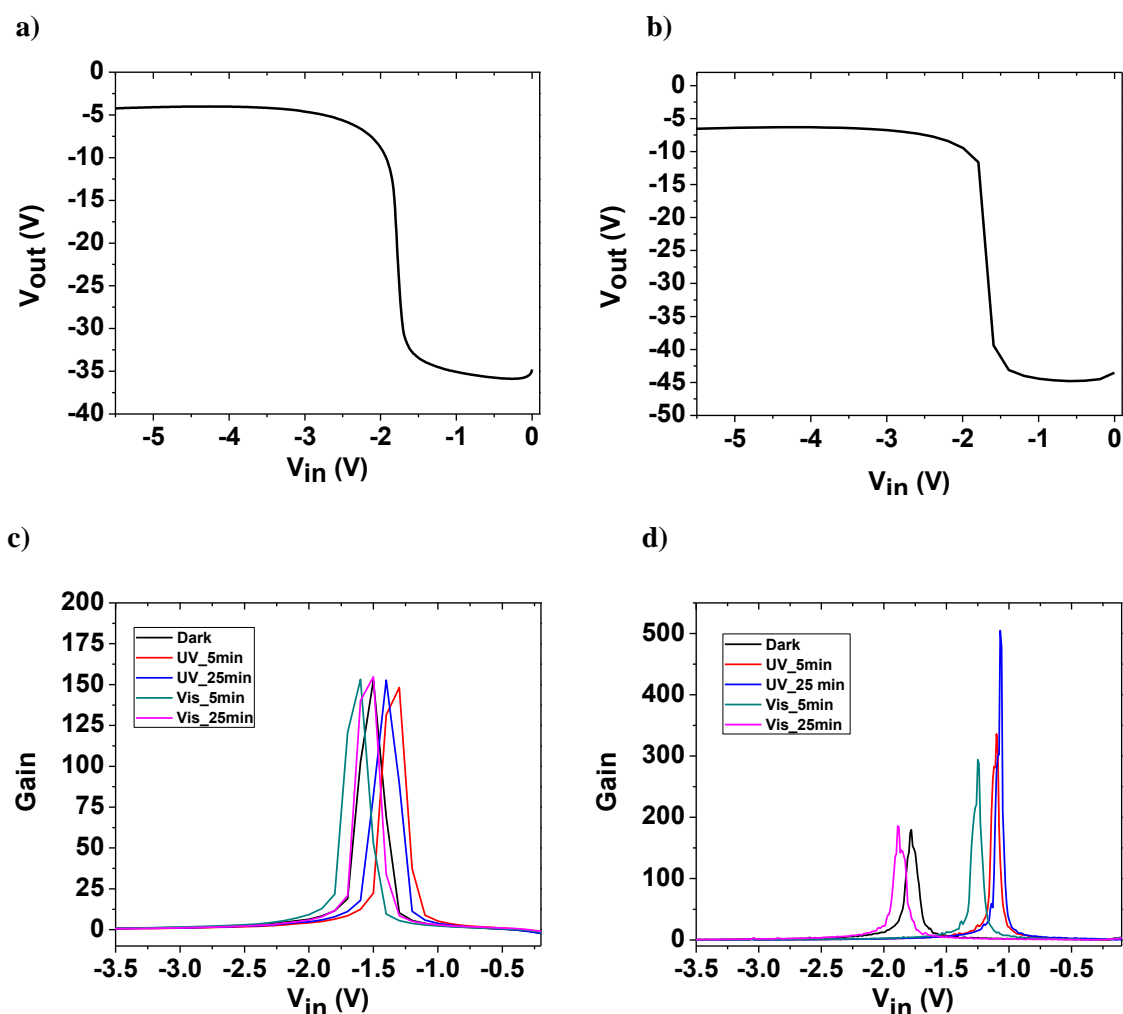 a)
0
-5
-10
-15
-20
-25
-30
-35
-40
Vout (V)
-5 -4 -3 -2 -1 0
Vin (V)
b)
0
-5
-10
-15
-20
-25
-30
-35
-40
-45
-50
Vout (V)
-5 -4 -3 -2 -1 0
Vin (V)
c)
200
175
150
125
100
75
50
25
0
Gain
Dark
UV_5min
UV_25min
Vis_5min
Vis_25min
-3.5 -3.0 -2.5 -2.0 -1.5 -1.0 -0.5
Vin (V)
d)
500
400
300
200
100
0
Gain
Dark
UV_5min
UV_25 min
Vis_5min
Vis_25min
-3.5 -3.0 -2.5 -2.0 -1.5 -1.0 -0.5
Vin (V)